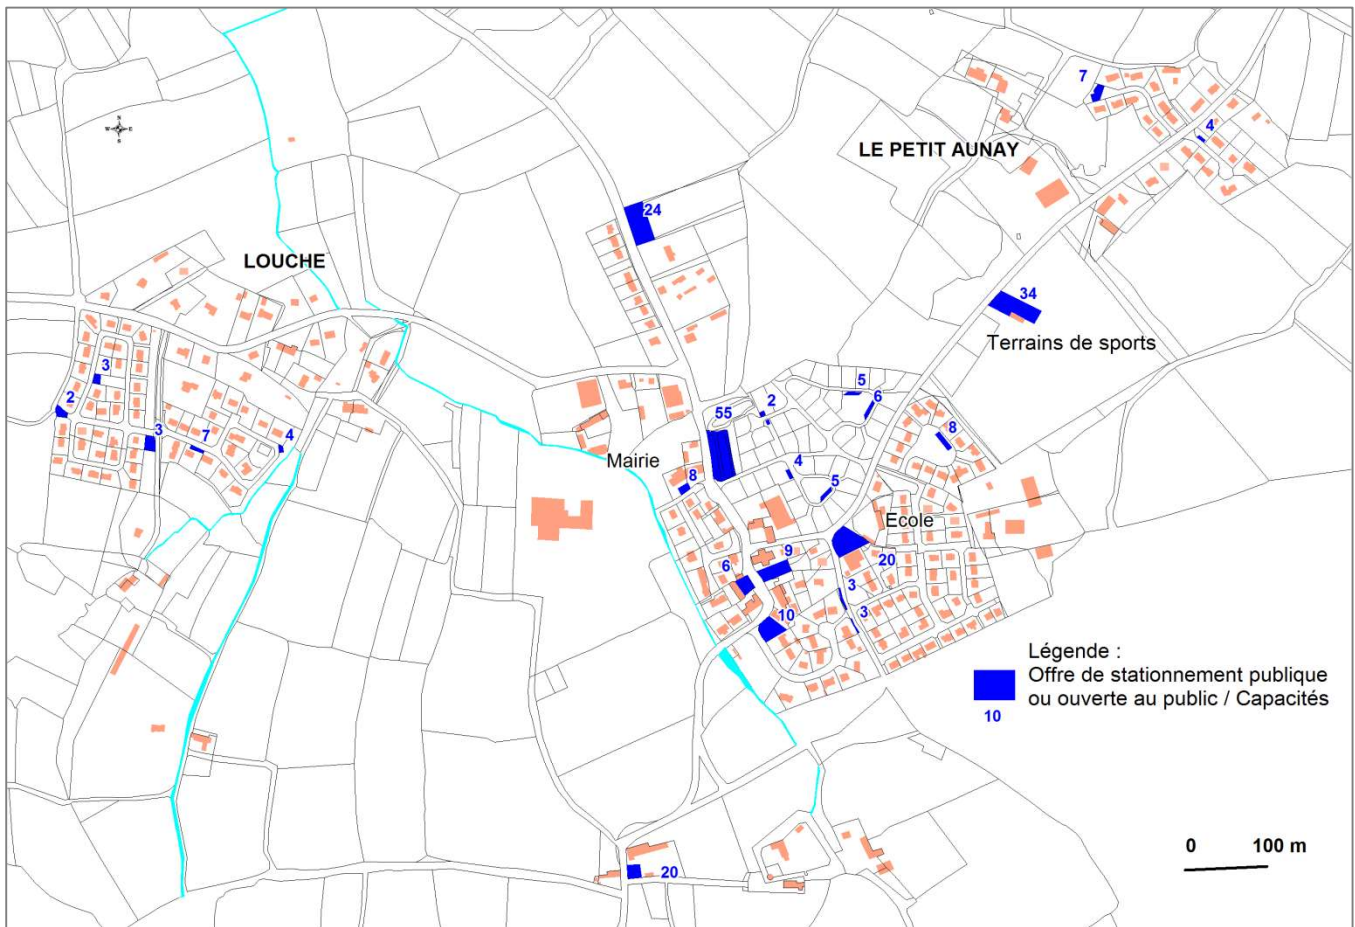 7
4
N
W E
S
LE PETIT AUNAY
24
LOUCHE
34
Terrains de sports
3
2
3
7
4
55
2
5
6
8
Mairie
8
4
5
Ecole
9
6
20
3
3
10
Légende :
Offre de stationnement publique
ou ouverte au public / Capacités
10
0 100 m
20